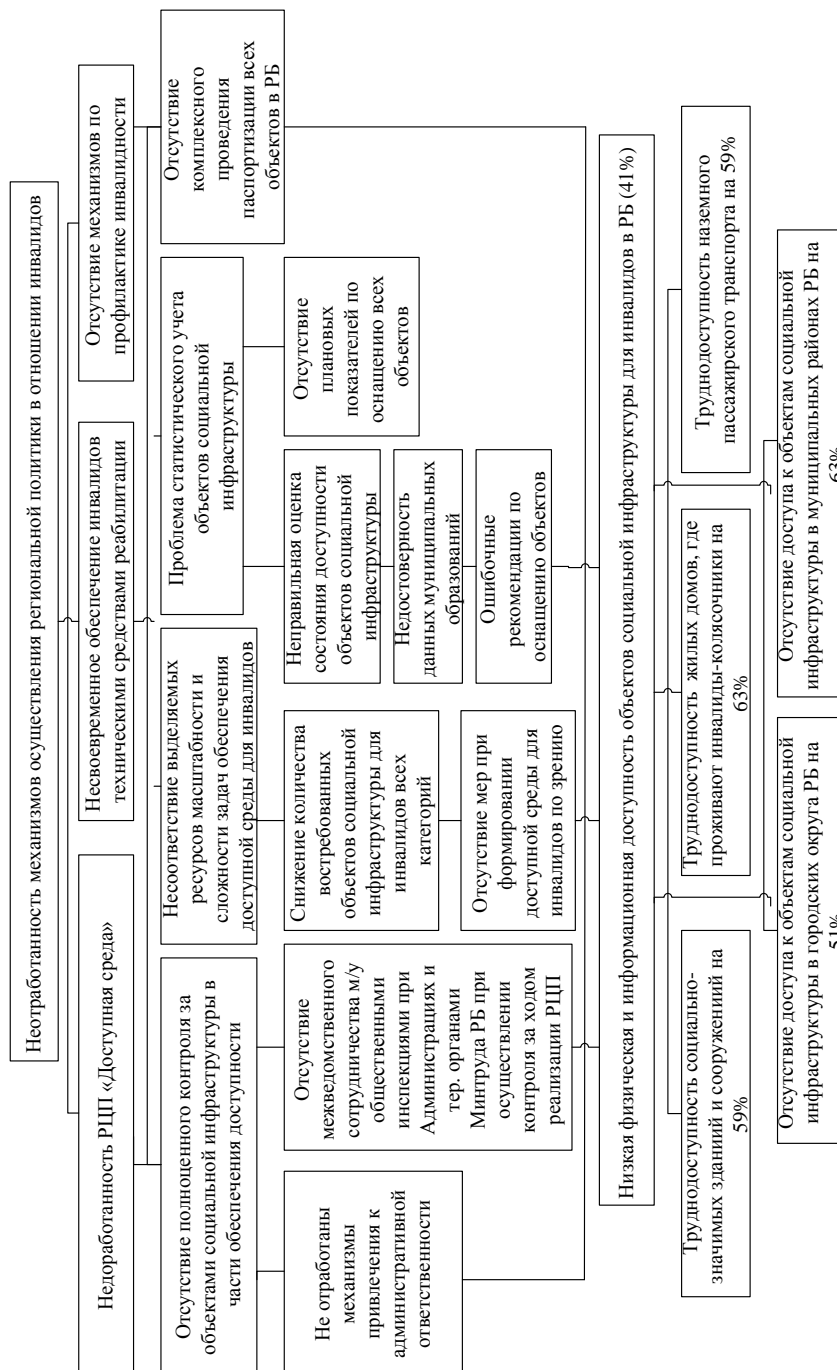 Неотработанность механизмов осуществления региональной политики в отношении инвалидов
Недоработанность РЦП «Доступная среда»
Несвоевременное обеспечение инвалидов
техническими средствами реабилитации
Отсутствие механизмов по
профилактике инвалидности
Отсутствие полноценного контроля за
объектами социальной инфраструктуры в
части обеспечения доступности
Несоответствие выделяемых
ресурсов масштабности и
сложности задач обеспечения
доступной среды для инвалидов
Проблема статистического учета
объектов социальной
инфраструктуры
Отсутствие
комплексного
проведения
паспортизации всех
объектов в РБ
Не отработаны
механизмы
привлечения к
административной
ответственности
Отсутствие
межведомственного
сотрудничества м/у
общественными
инспекциями при
Администрациях и
тер. органами
Минтруда РБ при
осуществлении
контроля за ходом
реализации РЦП
Снижение количества
востребованных
объектов социальной
инфраструктуры для
инвалидов всех
категорий
Отсутствие мер при
формировании
доступной среды для
инвалидов по зрению
Неправильная оценка
состояния доступности
объектов социальной
инфраструктуры
Недостоверность
данных муниципальных
образований
Ошибочные
рекомендации по
оснащению объектов
Отсутствие
плановых
показателей по
оснащению всех
объектов
Низкая физическая и информационная доступность объектов социальной инфраструктуры для инвалидов в РБ (41%)
Труднодоступность социально-
значимых зданий и сооружениий на
59%
Труднодоступность жилых домов, где
проживают инвалиды-колясочники на
63%
Труднодоступность наземного
пассажирского транспорта на 59%
Отсутствие доступа к объектам социальной
инфраструктуры в городских округа РБ на
51%
Отсутствие доступа к объектам социальной
инфраструктуры в муниципальных районах РБ на
63%